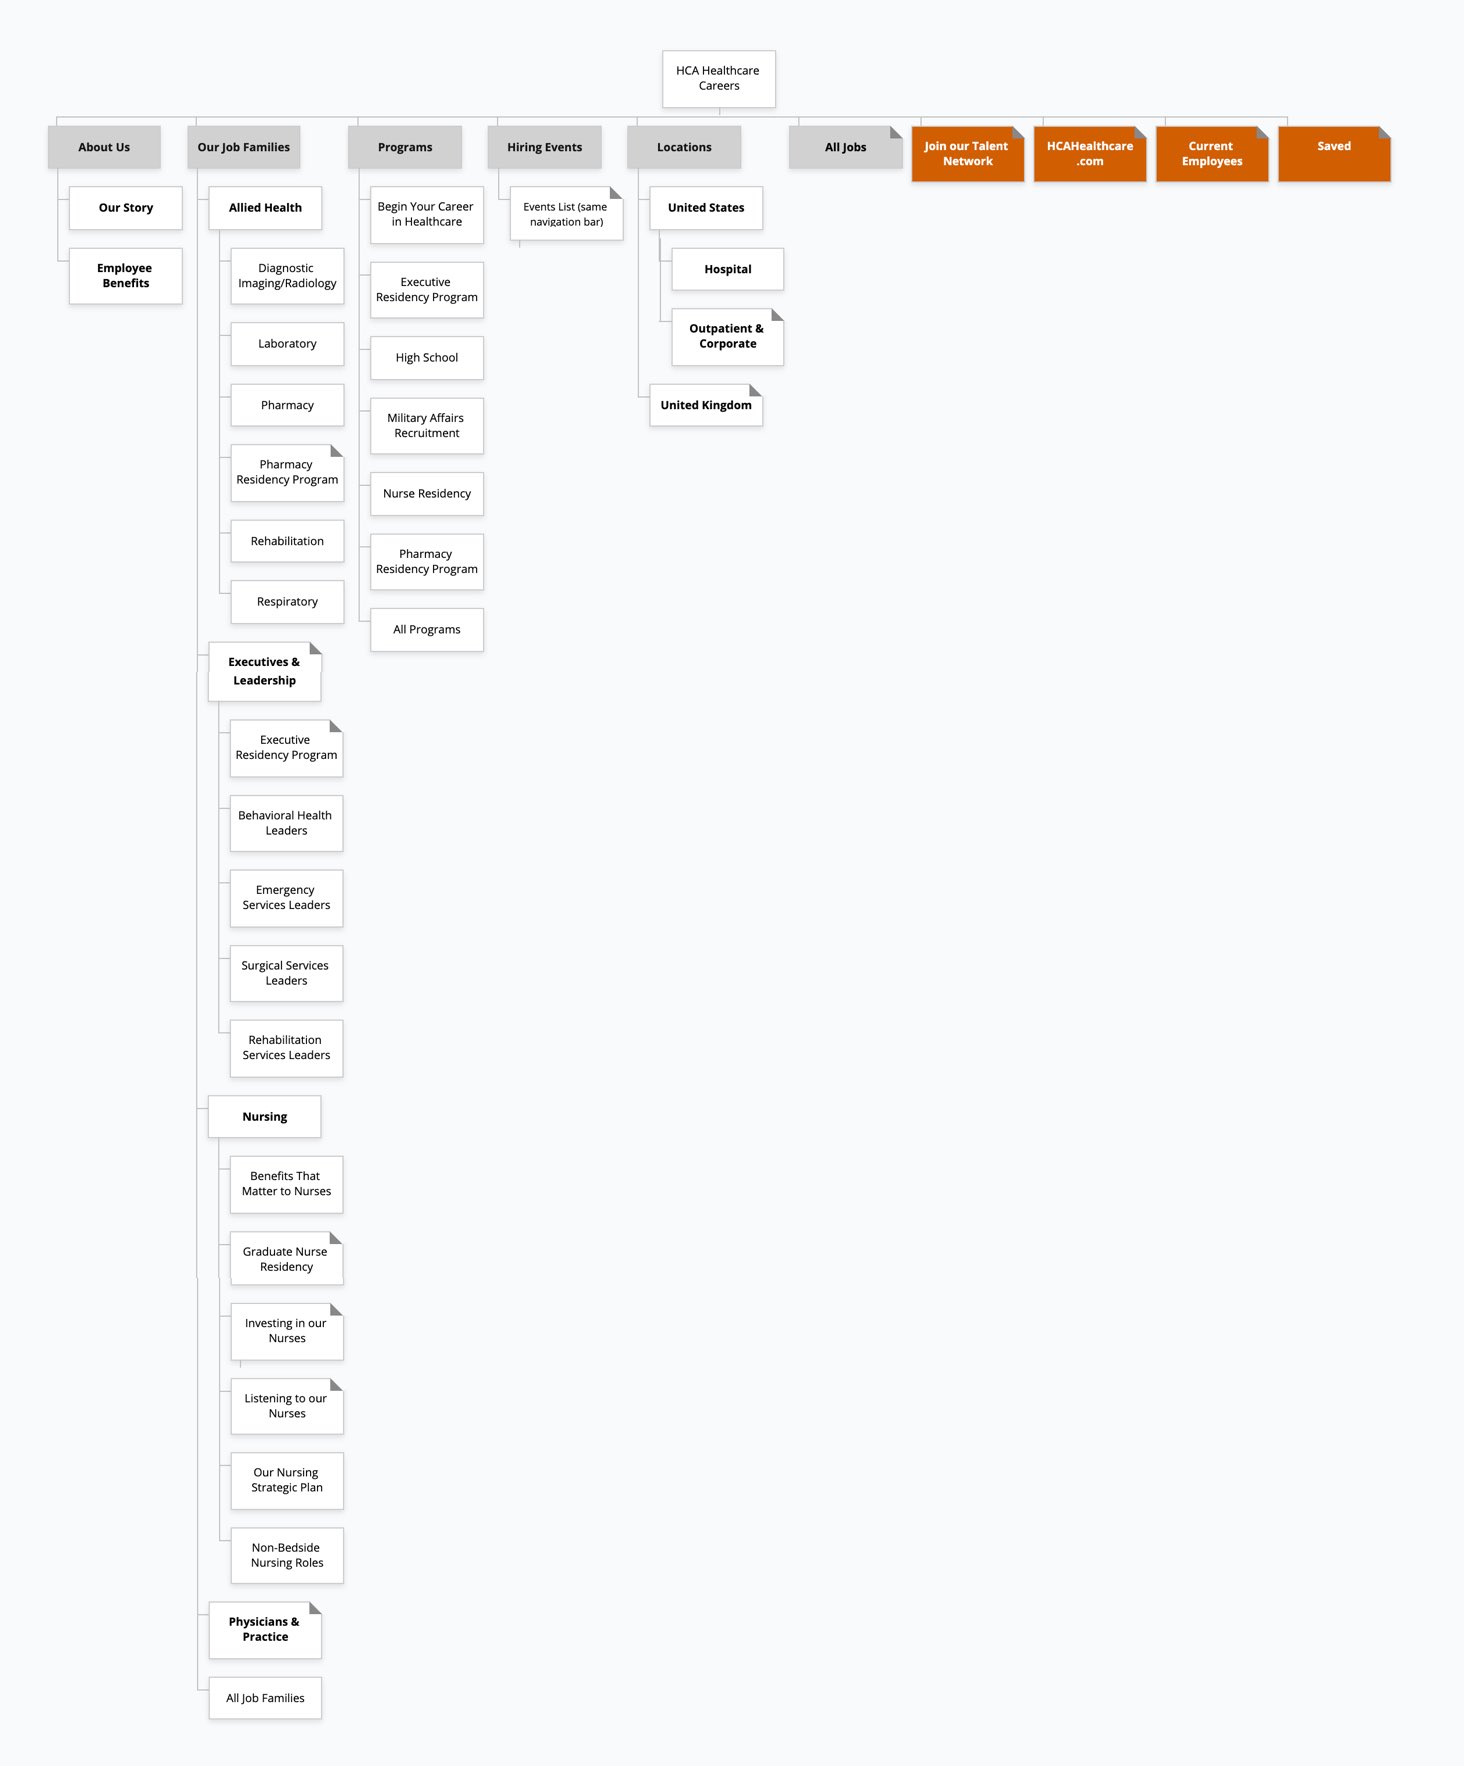 HCA Healthcare
Careers
About Us
Our Story
Employee
Benefits
Our Job Families
Allied Health
Diagnostic
Imaging/Radiology
Laboratory
Pharmacy
Pharmacy
Residency Program
Rehabilitation
Respiratory
Executives &
Leadership
Executive
Residency Program
Behavioral Health
Leaders
Emergency
Services Leaders
Surgical Services
Leaders
Rehabilitation
Services Leaders
Nursing
Benefits That
Matter to Nurses
Graduate Nurse
Residency
Investing in our
Nurses
Listening to our
Nurses
Our Nursing
Strategic Plan
Non-Bedside
Nursing Roles
Physicians &
Practice
All Job Families
Programs
Begin Your Career
in Healthcare
Executive
Residency Program
High School
Military Affairs
Recruitment
Nurse Residency
Pharmacy
Residency Program
All Programs
Hiring Events
Events List (same
navigation bar)
Locations
United States
Hospital
Outpatient &
Corporate
United Kingdom
All Jobs
Join our Talent
Network
HCAHealthcare
.com
Current
Employees
Saved